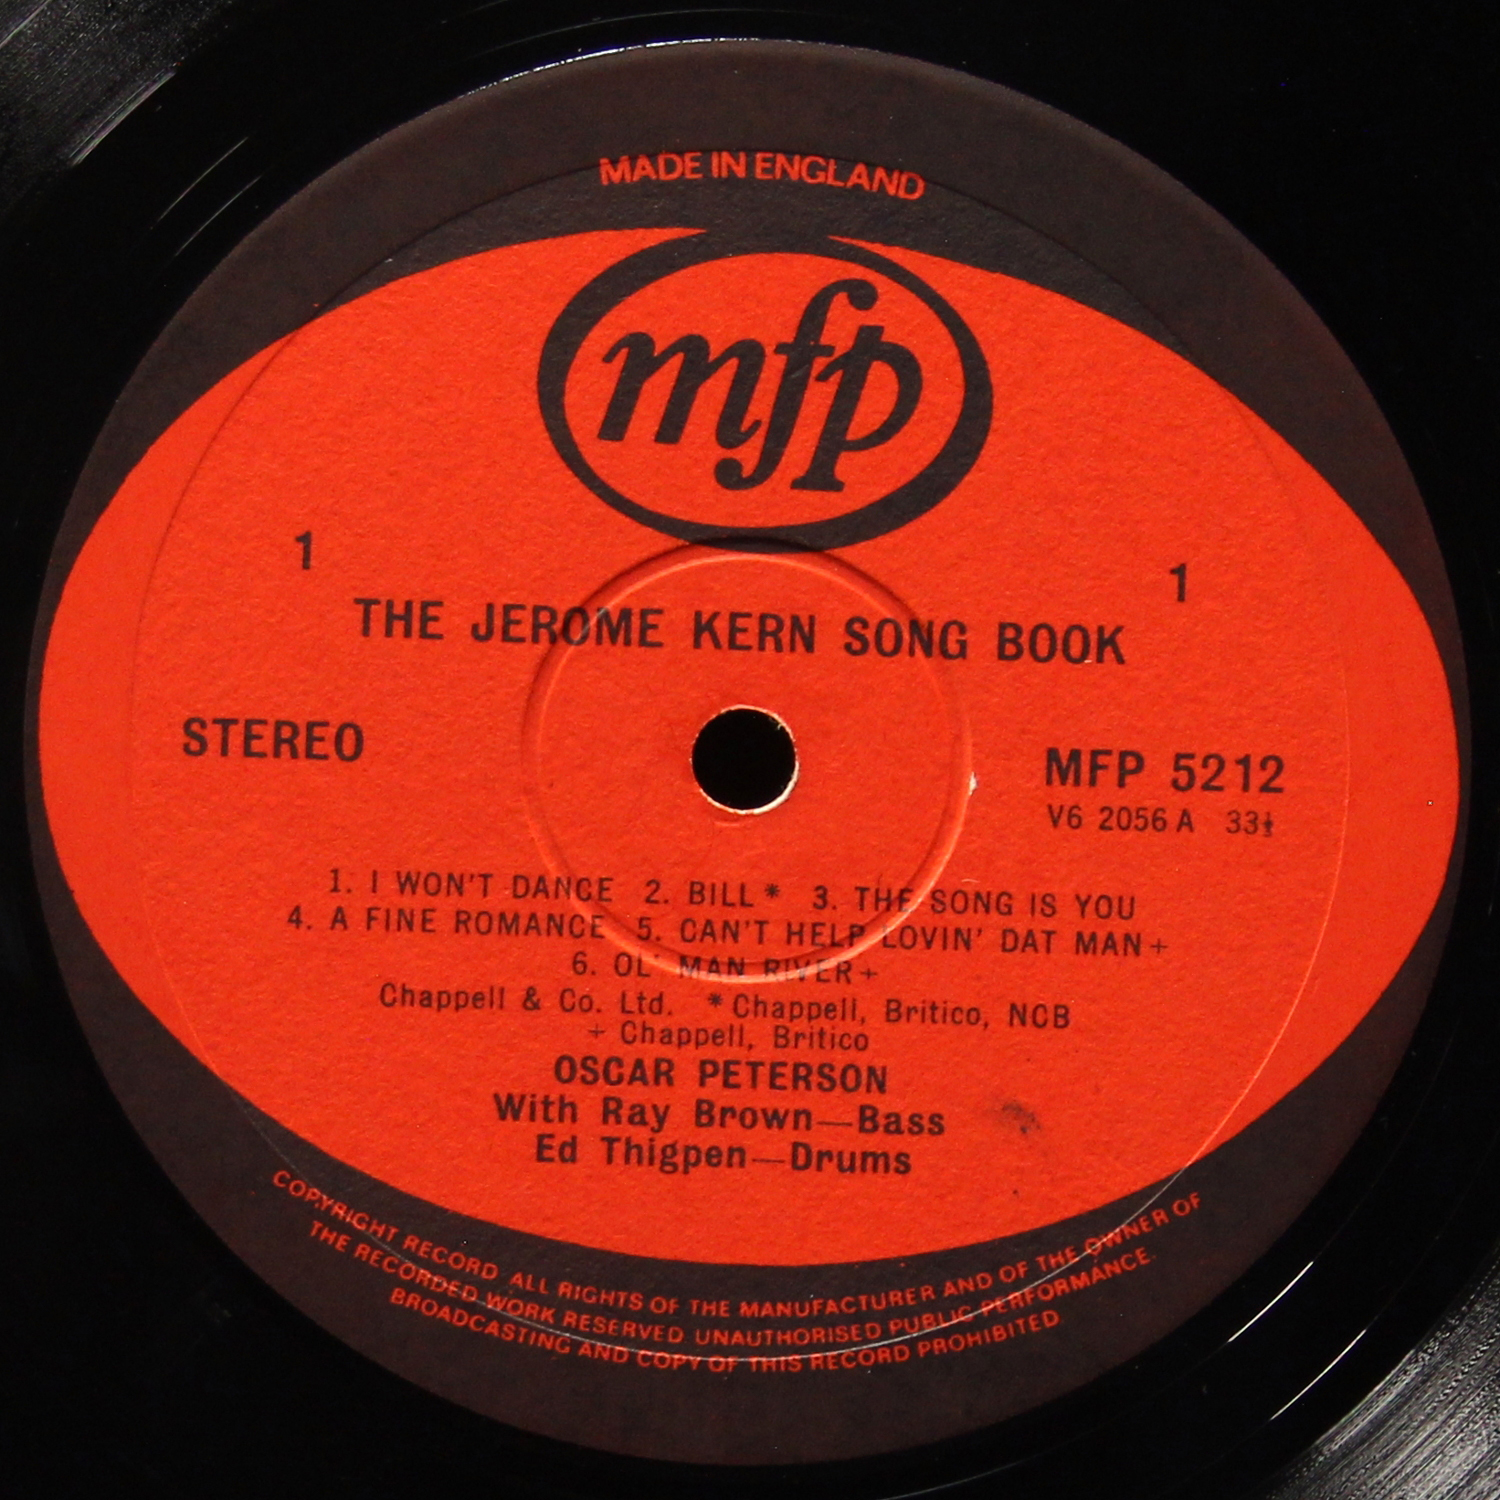 MADE IN ENGLAND
mfp
1 1
THE JEROME KERN SONG BOOK
STEREO
MFP 5212
V6 2056 A 33⅓
1. I WON'T DANCE 2. BILL * 3. THE SONG IS YOU
4. A FINE ROMANCE 5. CAN'T HELP LOVIN' DAT MAN +
6. OL' MAN RIVER +
Chappell & Co. Ltd. * Chappell, Britico, NCB
+ Chappell, Britico
OSCAR PETERSON
With Ray Brown—Bass
Ed Thigpen—Drums
COPYRIGHT RECORD ALL RIGHTS OF THE MANUFACTURER AND OF THE OWNER OF
THE RECORDED WORK RESERVED UNAUTHORISED PUBLIC PERFORMANCE.
BROADCASTING AND COPY OF THIS RECORD PROHIBITED